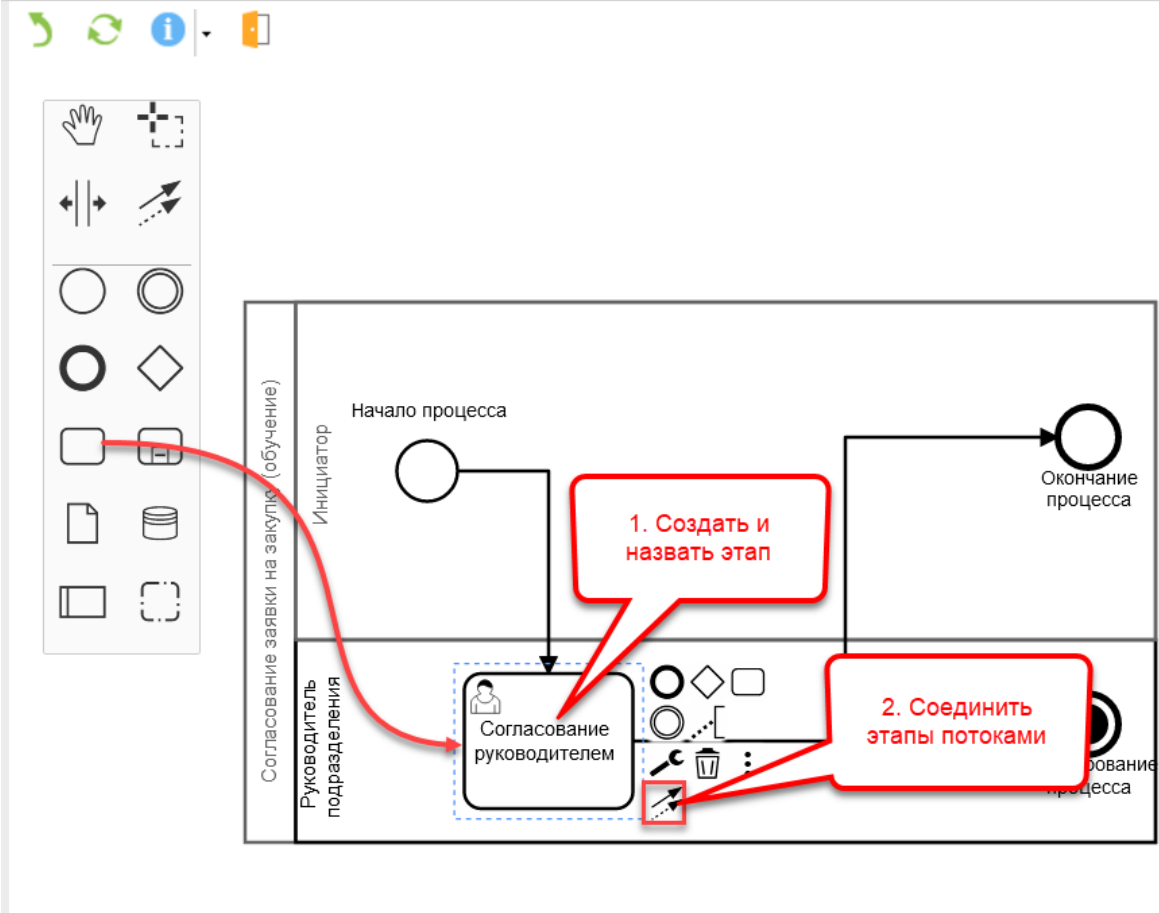 Согласование заявки на закупку (обучение)
Инициатор
Начало процесса
Окончание
процесса
1. Создать и
назвать этап
Руководитель
подразделения
Согласование
руководителем
2. Соединить
этапы потоками
процесса